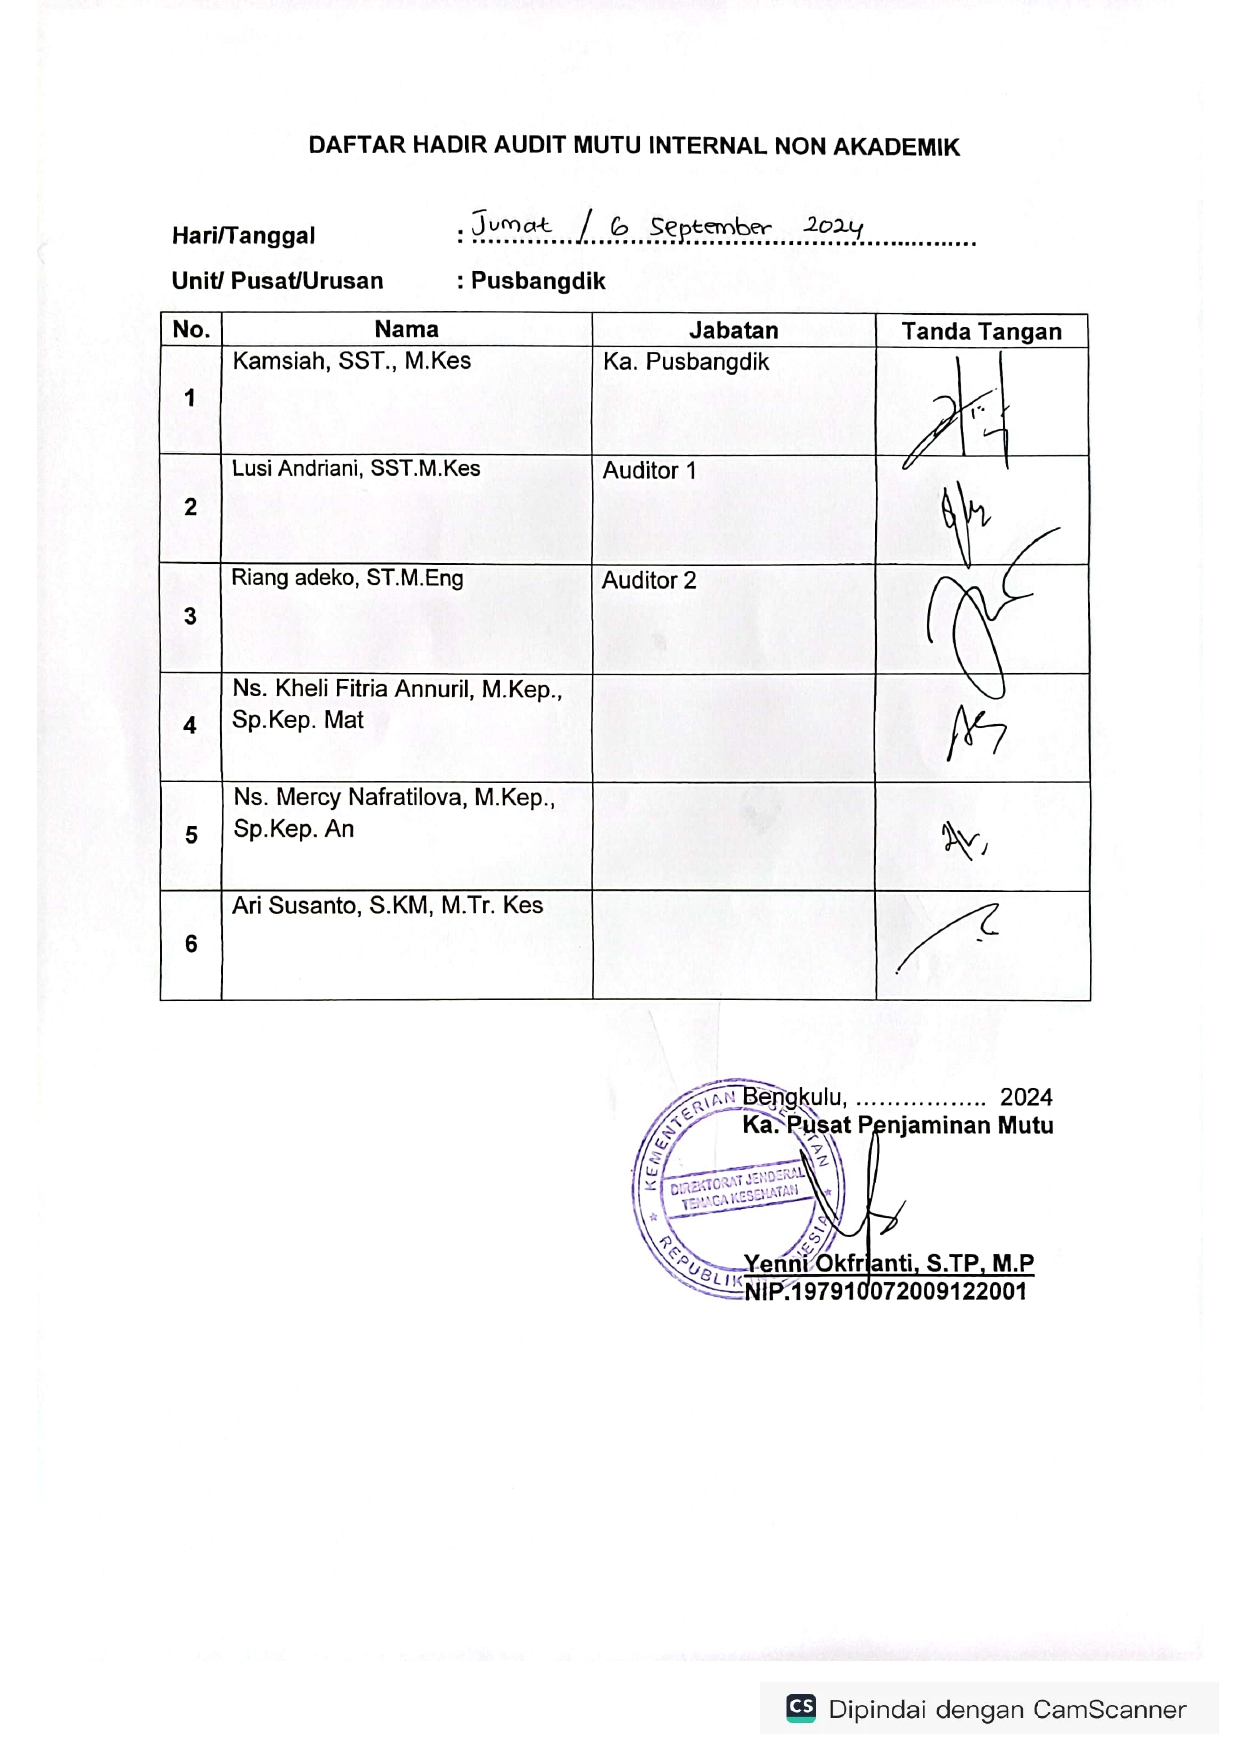 DAFTAR HADIR AUDIT MUTU INTERNAL NON AKADEMIK
Hari/Tanggal : Jumat / 6 September 2024
Unit/ Pusat/Urusan : Pusbangdik
No. Nama Jabatan Tanda Tangan
1 Kamsiah, SST., M.Kes Ka. Pusbangdik
2 Lusi Andriani, SST.M.Kes Auditor 1
3 Riang adeko, ST.M.Eng Auditor 2
4 Ns. Kheli Fitria Annuril, M.Kep.,
Sp.Kep. Mat
5 Ns. Mercy Nafratilova, M.Kep.,
Sp.Kep. An
6 Ari Susanto, S.KM, M.Tr. Kes
Bengkulu, ................. 2024
Ka. Pusat Penjaminan Mutu
KEMENTERIAN
DIREKTORAT JENDERAL
TENAGA KESEHATAN
REPUBLIK
Yenni Okfrianti, S.TP, M.P
NIP.197910072009122001
CS Dipindai dengan CamScanner